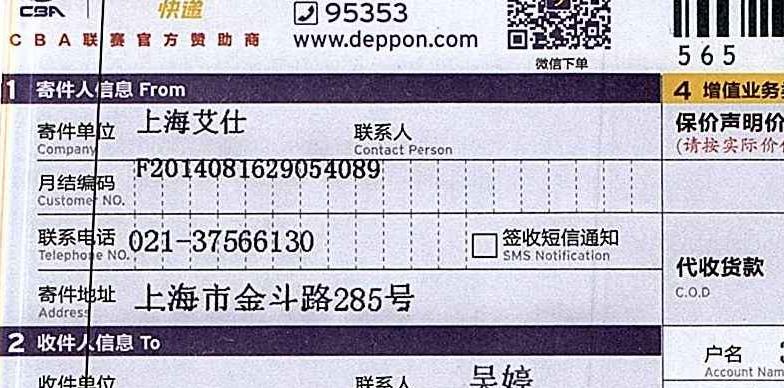 CBA 快递 95353
CBA联赛官方赞助商 www.deppon.com 微信下单 565
1 寄件人信息 From 4 增值业务
寄件单位 上海艾仕 联系人 保价声明价
Company Contact Person (请按实际价
月结编码 F2014081629054089
Customer NO.
联系电话 021-37566130 签收短信通知
Telephone NO. SMS Notification 代收货款
寄件地址 上海市金斗路285号 C.O.D
Address
2 收件人信息 To 户名
收件单位 联系人 吴婷 Account Nam